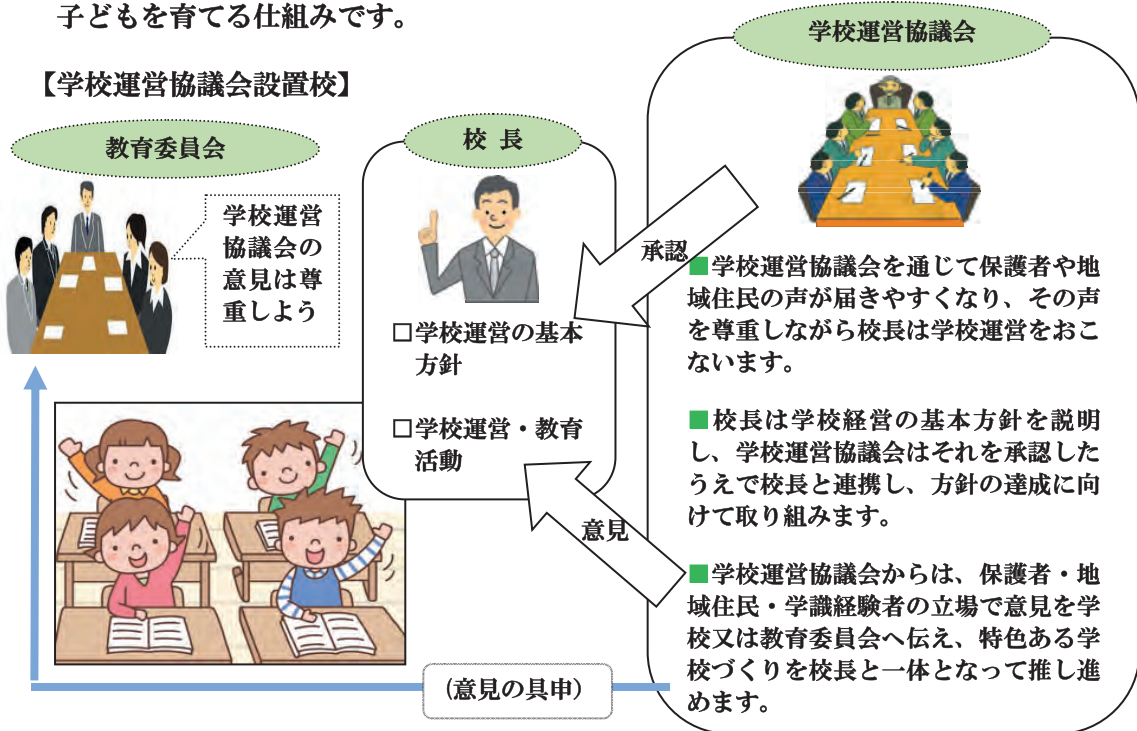 子どもを育てる仕組みです。
【学校運営協議会設置校】
教育委員会
学校運営
協議会の
意見は尊
重しよう
校 長
□学校運営の基本
方針
□学校運営・教育
活動
承認
意見
学校運営協議会
■学校運営協議会を通じて保護者や地
域住民の声が届きやすくなり、その声
を尊重しながら校長は学校運営をおこ
ないます。
■校長は学校経営の基本方針を説明
し、学校運営協議会はそれを承認した
うえで校長と連携し、方針の達成に向
けて取り組みます。
■学校運営協議会からは、保護者・地
域住民・学識経験者の立場で意見を学
校又は教育委員会へ伝え、特色ある学
校づくりを校長と一体となって推し進
めます。
(意見の具申)